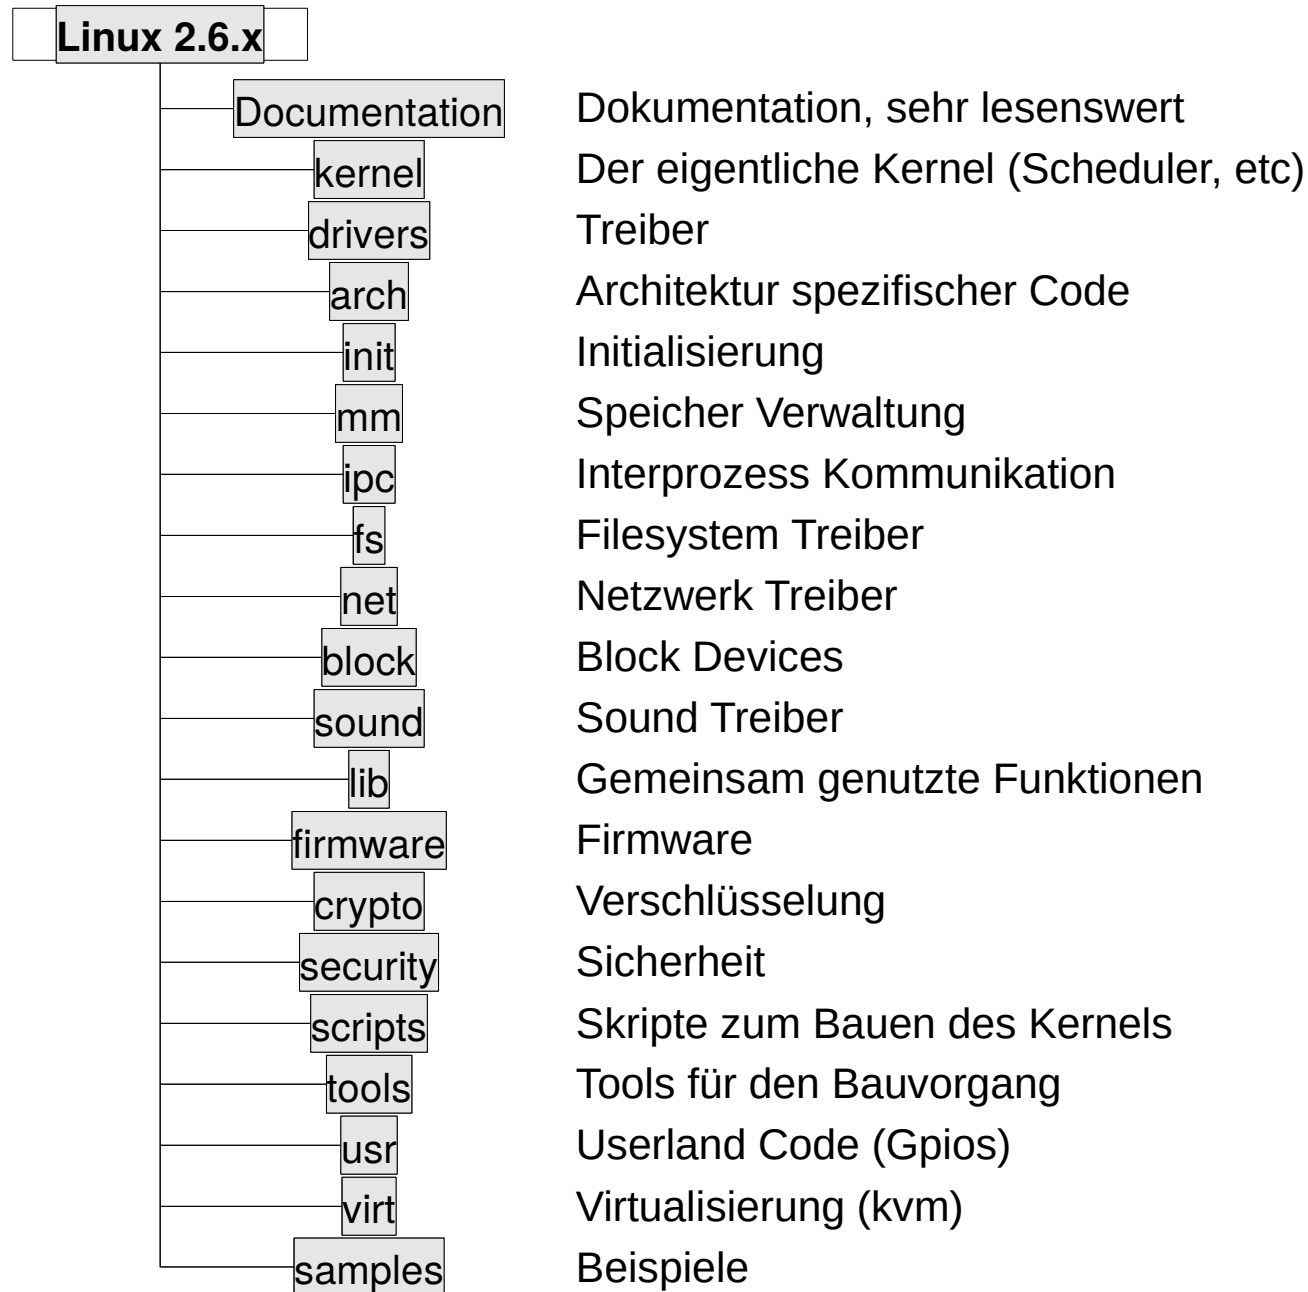 Linux 2.6.x
Documentation Dokumentation, sehr lesenswert
kernel Der eigentliche Kernel (Scheduler, etc)
drivers Treiber
arch Architektur spezifischer Code
init Initialisierung
mm Speicher Verwaltung
ipc Interprozess Kommunikation
fs Filesystem Treiber
net Netzwerk Treiber
block Block Devices
sound Sound Treiber
lib Gemeinsam genutzte Funktionen
firmware Firmware
crypto Verschlüsselung
security Sicherheit
scripts Skripte zum Bauen des Kernels
tools Tools für den Bauvorgang
usr Userland Code (Gpios)
virt Virtualisierung (kvm)
samples Beispiele